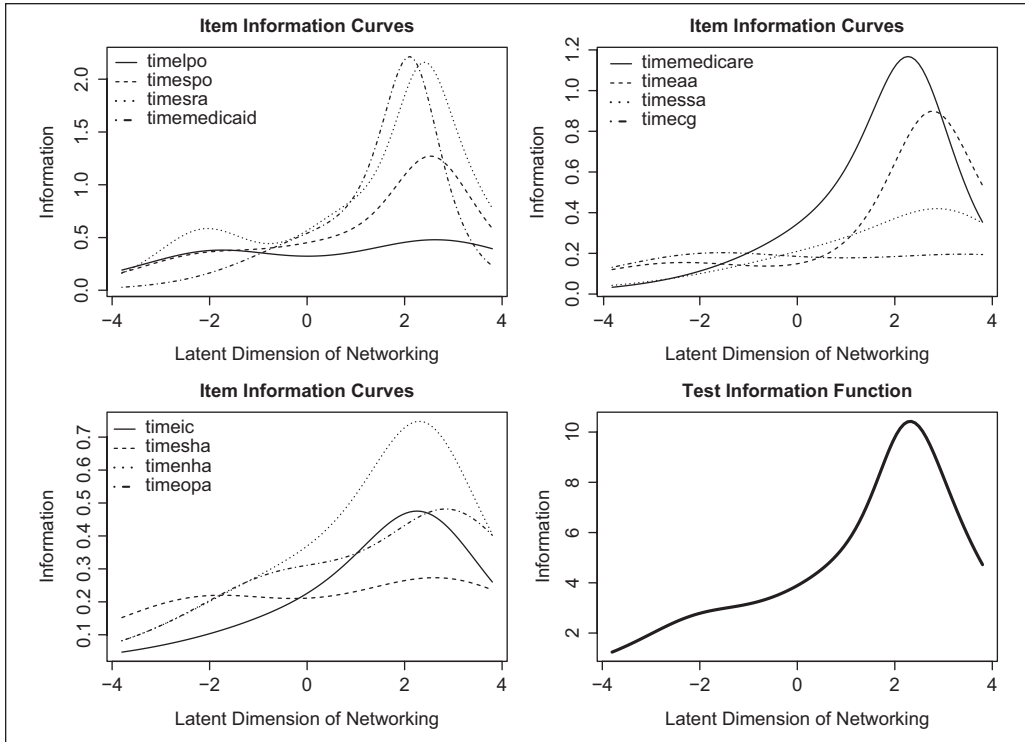 Item Information Curves
timelpo
timespo
timesra
timemedicaid
Information
0.0 0.5 1.0 1.5 2.0
−4 −2 0 2 4
Latent Dimension of Networking
Item Information Curves
timemedicare
timeaa
timessa
timecg
Information
0.0 0.2 0.4 0.6 0.8 1.0 1.2
−4 −2 0 2 4
Latent Dimension of Networking
Item Information Curves
timeic
timesha
timenha
timeopa
Information
0.1 0.2 0.3 0.4 0.5 0.6 0.7
−4 −2 0 2 4
Latent Dimension of Networking
Test Information Function
Information
2 4 6 8 10
−4 −2 0 2 4
Latent Dimension of Networking